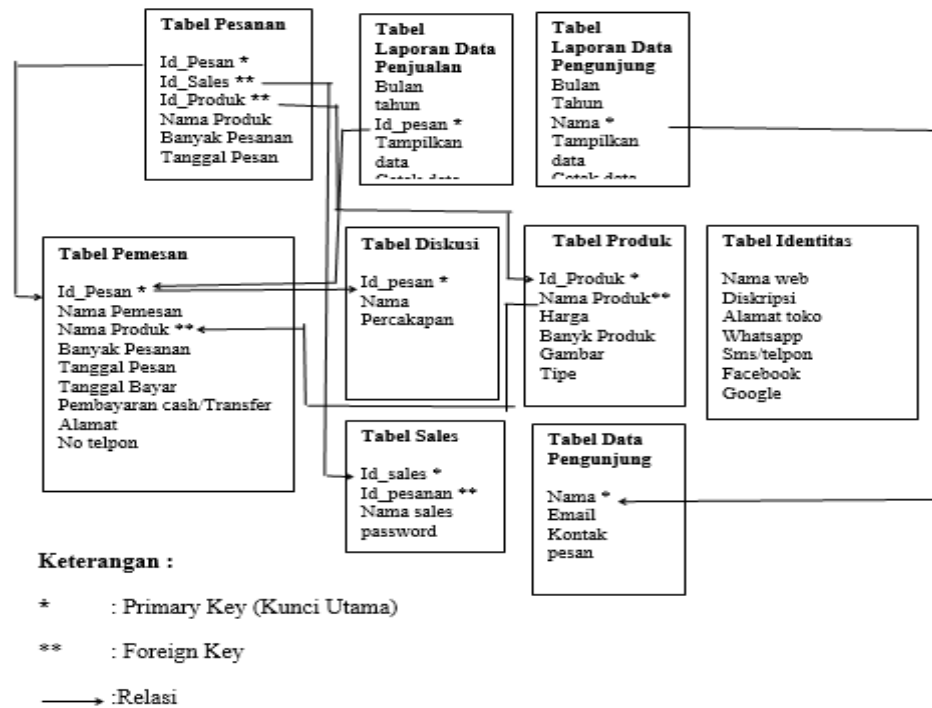 Tabel Pesanan
Id_Pesan *
Id_Sales **
Id_Produk **
Nama Produk
Banyak Pesanan
Tanggal Pesan
Tabel
Laporan Data
Penjualan
Bulan
tahun
Id_pesan *
Tampilkan
data
Cetak data
Tabel
Laporan Data
Pengunjung
Bulan
Tahun
Nama *
Tampilkan
data
Cetak data
Tabel Pemesan
Id_Pesan *
Nama Pemesan
Nama Produk **
Banyak Pesanan
Tanggal Pesan
Tanggal Bayar
Pembayaran cash/Transfer
Alamat
No telpon
Tabel Diskusi
Id_pesan *
Nama
Percakapan
Tabel Produk
Id_Produk *
Nama Produk**
Harga
Banyk Produk
Gambar
Tipe
Tabel Identitas
Nama web
Diskripsi
Alamat toko
Whatsapp
Sms/telpon
Facebook
Google
Tabel Sales
Id_sales *
Id_pesanan **
Nama sales
password
Tabel Data
Pengunjung
Nama *
Email
Kontak
pesan
Keterangan :
* : Primary Key (Kunci Utama)
** : Foreign Key
:Relasi